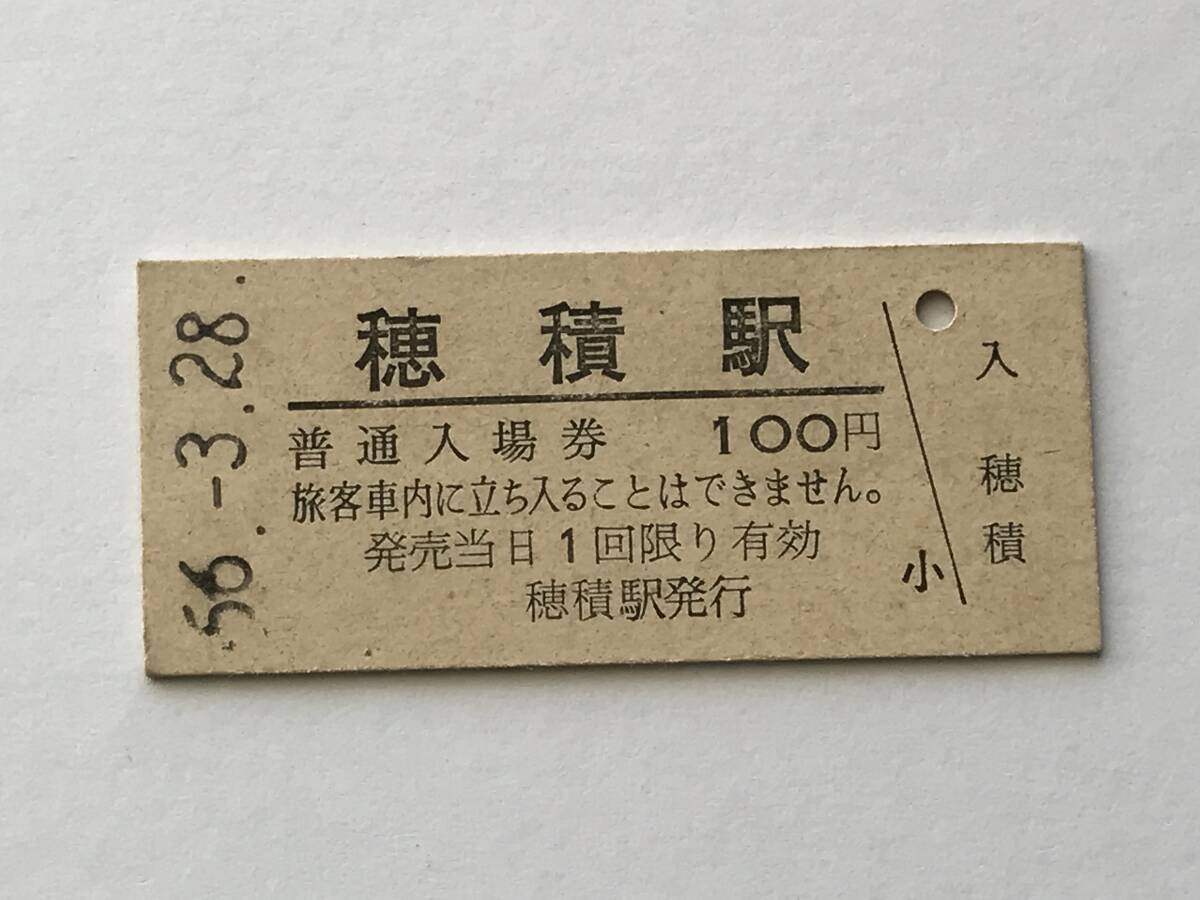 56.-3.28.
穂積駅
普通入場券 100円
旅客車内に立ち入ることはできません。
発売当日1回限り有効
穂積駅発行
小
入
穂積